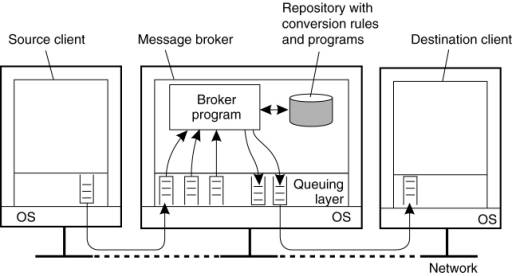 Repository with
conversion rules
and programs
Source client
Message broker
Destination client
Broker
program
Queuing
layer
OS
OS
OS
Network